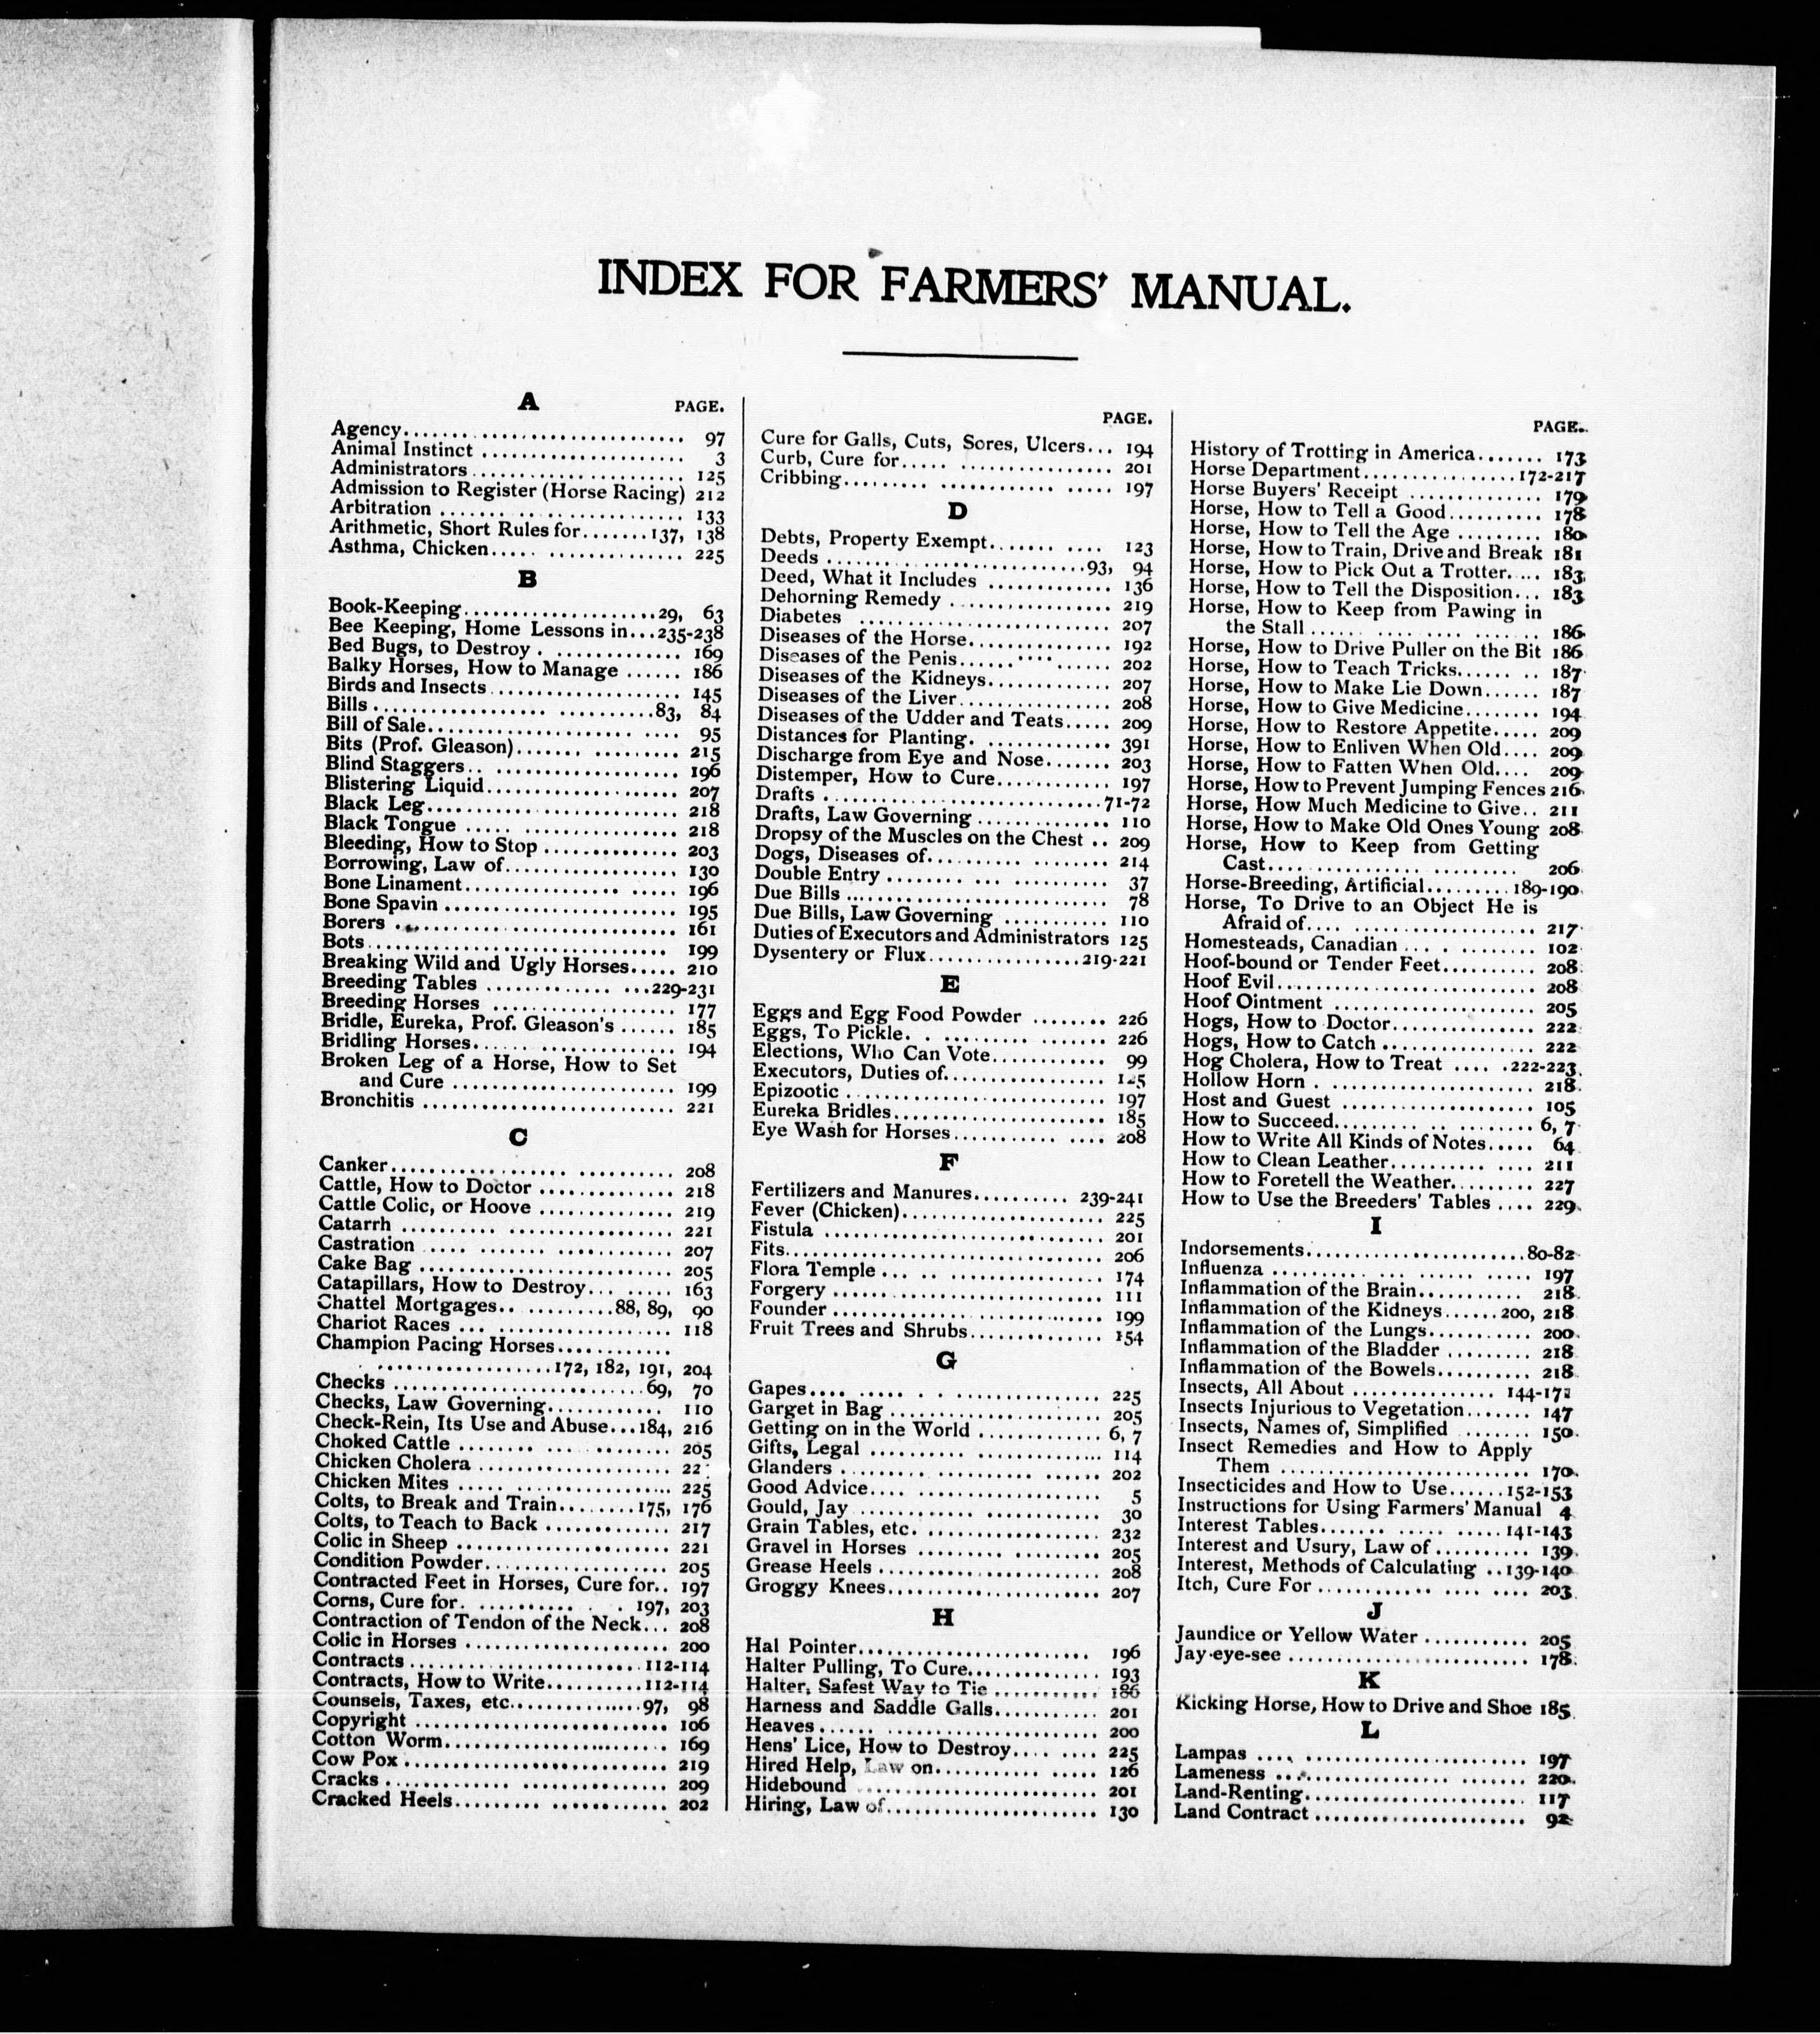 INDEX FOR FARMERS' MANUAL.
A
PAGE.
Agency 97
Animal Instinct 3
Administrators 125
Admission to Register (Horse Racing) 212
Arbitration 133
Arithmetic, Short Rules for 137, 138
Asthma, Chicken 225
B
Book-Keeping 29, 63
Bee Keeping, Home Lessons in 235-238
Bed Bugs, to Destroy 169
Balky Horses, How to Manage 186
Birds and Insects 145
Bills 83, 84
Bill of Sale 95
Bits (Prof. Gleason) 215
Blind Staggers 196
Blistering Liquid 207
Black Leg 218
Black Tongue 218
Bleeding, How to Stop 203
Borrowing, Law of 130
Bone Linament 196
Bone Spavin 195
Borers 161
Bots 199
Breaking Wild and Ugly Horses 210
Breeding Tables 229-231
Breeding Horses 177
Bridle, Eureka, Prof. Gleason's 185
Bridling Horses 194
Broken Leg of a Horse, How to Set
and Cure 199
Bronchitis 221
C
Canker 208
Cattle, How to Doctor 218
Cattle Colic, or Hoove 219
Catarrh 221
Castration 207
Cake Bag 205
Catapillars, How to Destroy 163
Chattel Mortgages 88, 89, 90
Chariot Races 118
Champion Pacing Horses
172, 182, 191, 204
Checks 69, 70
Checks, Law Governing 110
Check-Rein, Its Use and Abuse 184, 216
Choked Cattle 205
Chicken Cholera
Chicken Mites 225
Colts, to Break and Train 175, 176
Colts, to Teach to Back 217
Colic in Sheep 221
Condition Powder 205
Contracted Feet in Horses, Cure for 197
Corns, Cure for 197, 203
Contraction of Tendon of the Neck 208
Colic in Horses 200
Contracts 112-114
Contracts, How to Write 112-114
Counsels, Taxes, etc. 97, 98
Copyright 106
Cotton Worm 169
Cow Pox 219
Cracks 209
Cracked Heels 202
PAGE.
Cure for Galls, Cuts, Sores, Ulcers 194
Curb, Cure for 201
Cribbing 197
D
Debts, Property Exempt 123
Deeds 93, 94
Deed, What it Includes 136
Dehorning Remedy 219
Diabetes 207
Diseases of the Horse 192
Diseases of the Penis 202
Diseases of the Kidneys 207
Diseases of the Liver 208
Diseases of the Udder and Teats 209
Distances for Planting. 391
Discharge from Eye and Nose 203
Distemper, How to Cure 197
Drafts 71-72
Drafts, Law Governing 110
Dropsy of the Muscles on the Chest 209
Dogs, Diseases of 214
Double Entry 37
Due Bills 78
Due Bills, Law Governing 110
Duties of Executors and Administrators 125
Dysentery or Flux 219-221
E
Eggs and Egg Food Powder 226
Eggs, To Pickle 226
Elections, Who Can Vote 99
Executors, Duties of 125
Epizootic 197
Eureka Bridles 185
Eye Wash for Horses 208
F
Fertilizers and Manures 239-241
Fever (Chicken) 225
Fistula 201
Fits 206
Flora Temple 174
Forgery 111
Founder 199
Fruit Trees and Shrubs 154
G
Gapes 225
Garget in Bag 205
Getting on in the World 6, 7
Gifts, Legal 114
Glanders 202
Good Advice 5
Gould, Jay 30
Grain Tables, etc. 232
Gravel in Horses 205
Grease Heels 208
Groggy Knees 207
H
Hal Pointer 196
Halter Pulling, To Cure 193
Halter, Safest Way to Tie 186
Harness and Saddle Galls 201
Heaves 200
Hens' Lice, How to Destroy 225
Hired Help, Law on 126
Hidebound 201
Hiring, Law of 130
PAGE.
History of Trotting in America 173
Horse Department 172-217
Horse Buyers' Receipt 179
Horse, How to Tell a Good 178
Horse, How to Tell the Age 180
Horse, How to Train, Drive and Break 181
Horse, How to Pick Out a Trotter 183
Horse, How to Tell the Disposition 183
Horse, How to Keep from Pawing in
the Stall 186
Horse, How to Drive Puller on the Bit 186
Horse, How to Teach Tricks 187
Horse, How to Make Lie Down 187
Horse, How to Give Medicine 194
Horse, How to Restore Appetite 209
Horse, How to Enliven When Old 209
Horse, How to Fatten When Old 209
Horse, How to Prevent Jumping Fences 216
Horse, How Much Medicine to Give 211
Horse, How to Make Old Ones Young 208
Horse, How to Keep from Getting
Cast 206
Horse-Breeding, Artificial 189-190
Horse, To Drive to an Object He is
Afraid of 217
Homesteads, Canadian 102
Hoof-bound or Tender Feet 208
Hoof Evil 208
Hoof Ointment 205
Hogs, How to Doctor 222
Hogs, How to Catch 222
Hog Cholera, How to Treat 222-223
Hollow Horn 218
Host and Guest 105
How to Succeed 6, 7
How to Write All Kinds of Notes 64
How to Clean Leather 211
How to Foretell the Weather 227
How to Use the Breeders' Tables 229
I
Indorsements 80-82
Influenza 197
Inflammation of the Brain 218
Inflammation of the Kidneys 200, 218
Inflammation of the Lungs 200
Inflammation of the Bladder 218
Inflammation of the Bowels 218
Insects, All About
Insects Injurious to Vegetation 147
Insects, Names of, Simplified 150
Insect Remedies and How to Apply
Them 170
Insecticides and How to Use 152-153
Instructions for Using Farmers' Manual 4
Interest Tables 141-143
Interest and Usury, Law of 139
Interest, Methods of Calculating 139-140
Itch, Cure For 203
J
Jaundice or Yellow Water 205
Jay-eye-see 178
K
Kicking Horse, How to Drive and Shoe 185
L
Lampas 197
Lameness 220
Land-Renting 117
Land Contract 92